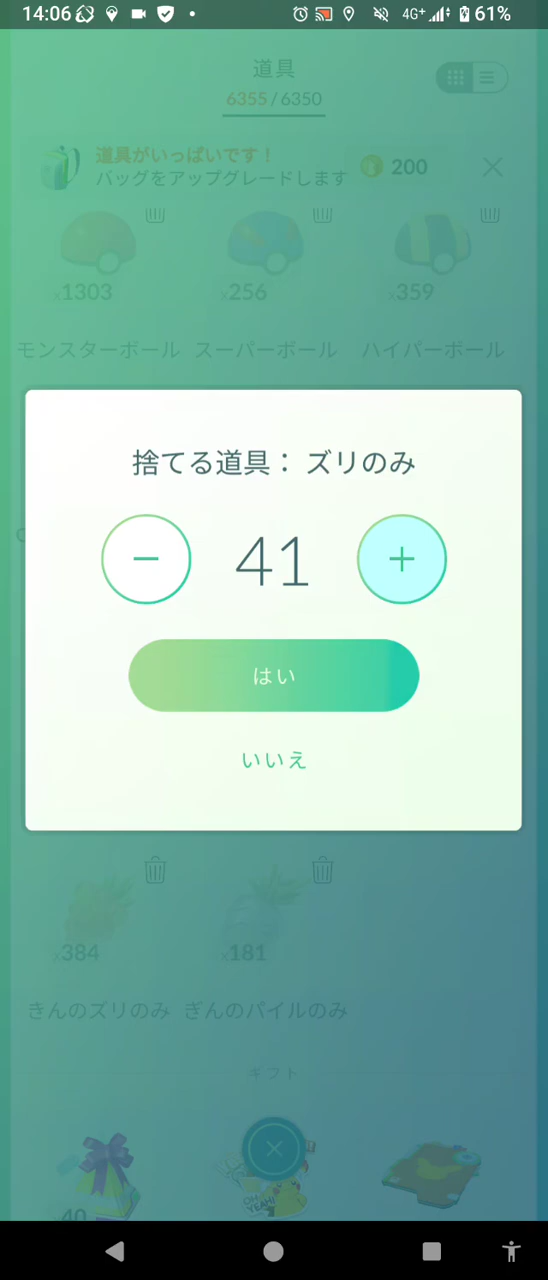 14:06 4G+ 61%
道具
6355/6350
道具がいっぱいです！
バッグをアップグレードします
200
x1303 x256 x359
モンスターボール スーパーボール ハイパーボール
捨てる道具： ズリのみ
41
はい
いいえ
x384 x181
きんのズリのみ ぎんのパイルのみ
ギフト
OH YEAH!
40